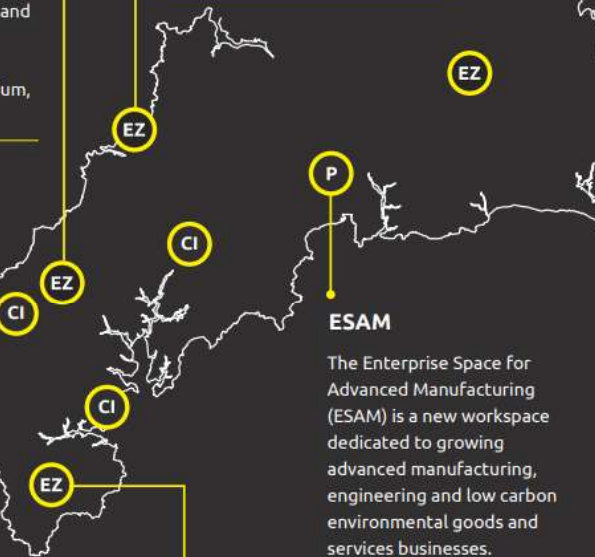 and
um,
EZ
EZ
P
CI
EZ
CI
CI
EZ
ESAM
The Enterprise Space for
Advanced Manufacturing
(ESAM) is a new workspace
dedicated to growing
advanced manufacturing,
engineering and low carbon
environmental goods and
services businesses.